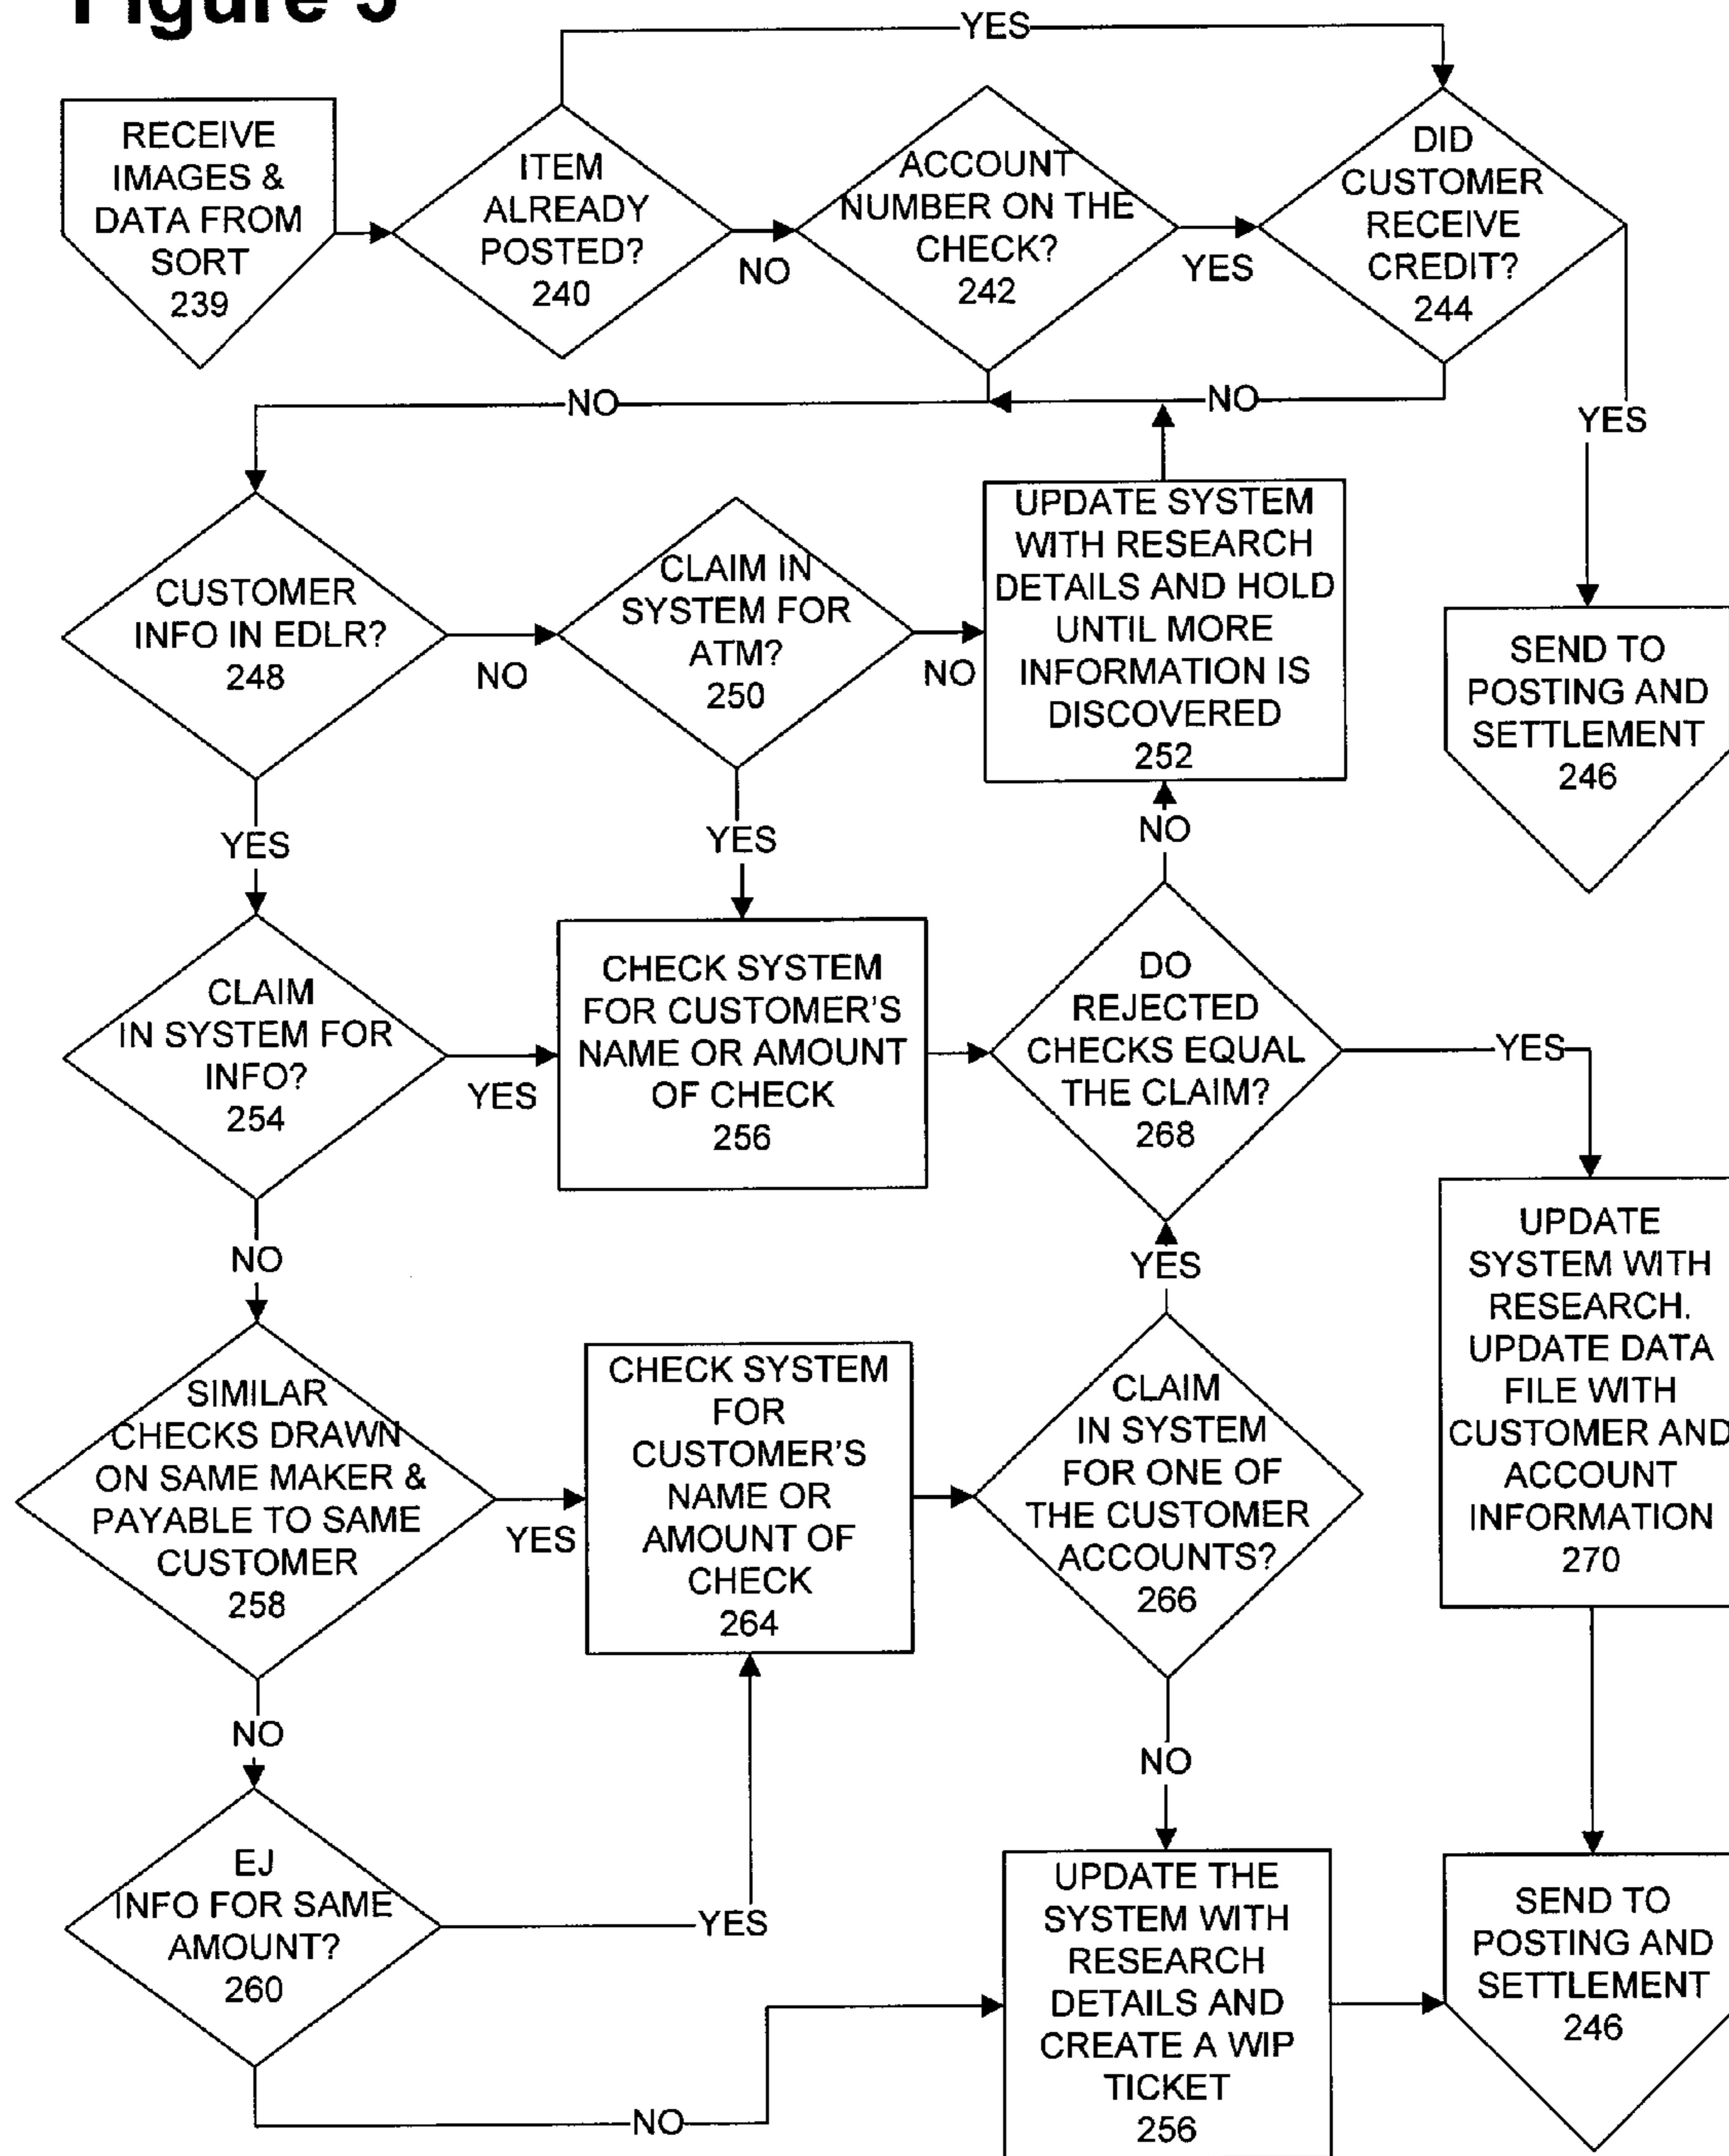 Figure 5
YES
RECEIVE
IMAGES &
DATA FROM
SORT
239
ITEM
ALREADY
POSTED?
240
NO
ACCOUNT
NUMBER ON THE
CHECK?
242
YES
DID
CUSTOMER
RECEIVE
CREDIT?
244
NO
NO
YES
CUSTOMER
INFO IN EDLR?
248
NO
CLAIM IN
SYSTEM FOR
ATM?
250
NO
UPDATE SYSTEM
WITH RESEARCH
DETAILS AND HOLD
UNTIL MORE
INFORMATION IS
DISCOVERED
252
SEND TO
POSTING AND
SETTLEMENT
246
YES
YES
NO
CLAIM
IN SYSTEM FOR
INFO?
254
YES
CHECK SYSTEM
FOR CUSTOMER'S
NAME OR AMOUNT
OF CHECK
256
DO
REJECTED
CHECKS EQUAL
THE CLAIM?
268
YES
NO
YES
UPDATE
SYSTEM WITH
RESEARCH.
UPDATE DATA
FILE WITH
CUSTOMER AND
ACCOUNT
INFORMATION
270
SIMILAR
CHECKS DRAWN
ON SAME MAKER &
PAYABLE TO SAME
CUSTOMER
258
YES
CHECK SYSTEM
FOR
CUSTOMER'S
NAME OR
AMOUNT OF
CHECK
264
CLAIM
IN SYSTEM
FOR ONE OF
THE CUSTOMER
ACCOUNTS?
266
NO
NO
EJ
INFO FOR SAME
AMOUNT?
260
YES
UPDATE THE
SYSTEM WITH
RESEARCH
DETAILS AND
CREATE A WIP
TICKET
256
SEND TO
POSTING AND
SETTLEMENT
246
NO